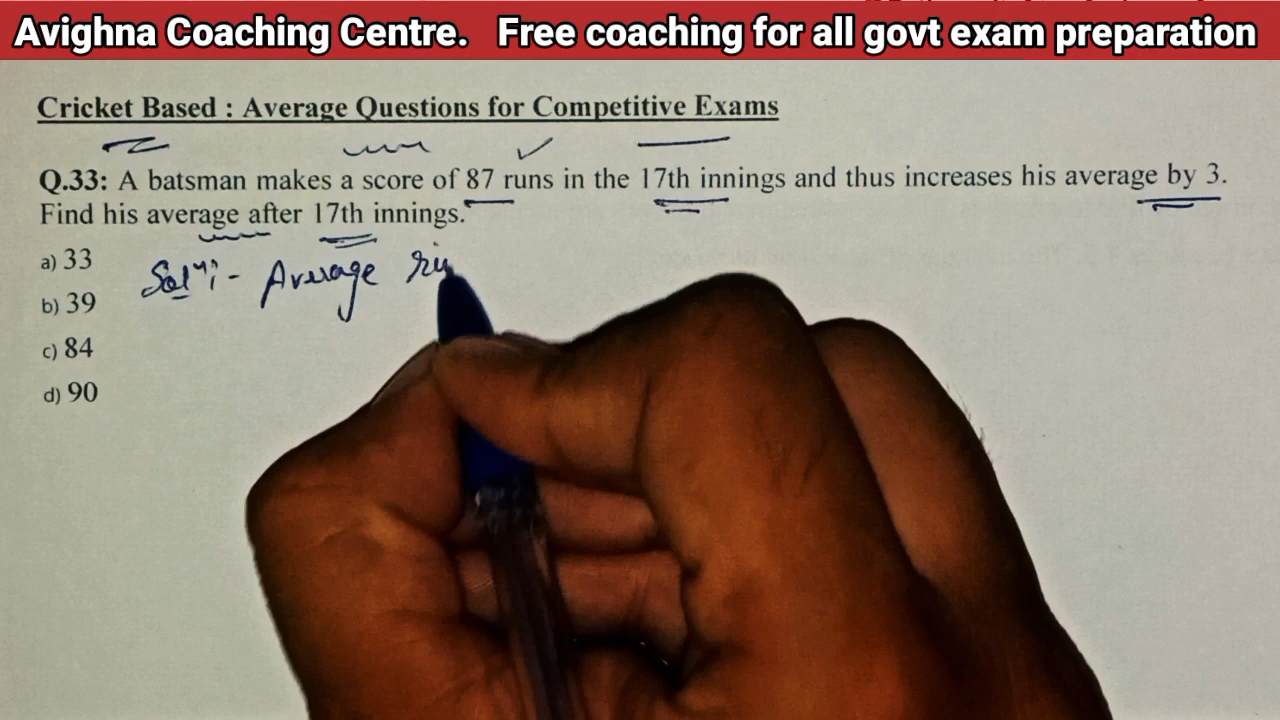 Avighna Coaching Centre. Free coaching for all govt exam preparation
Cricket Based : Average Questions for Competitive Exams
Q.33: A batsman makes a score of 87 runs in the 17th innings and thus increases his average by 3.
Find his average after 17th innings.
a) 33
b) 39
c) 84
d) 90
Solⁿ:- Average